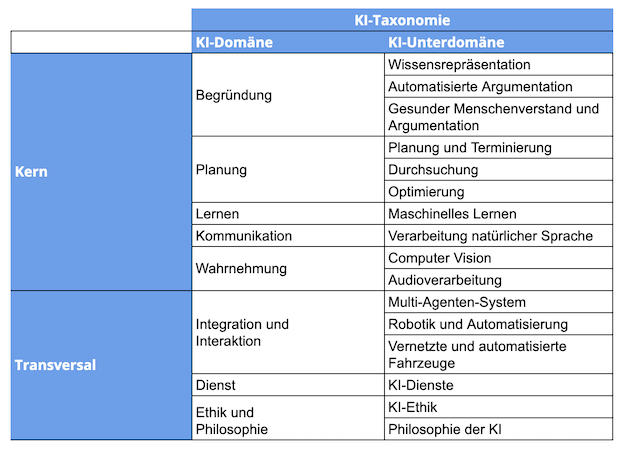 KI-Taxonomie
KI-Domäne KI-Unterdomäne
Kern
Begründung
Wissensrepräsentation
Automatisierte Argumentation
Gesunder Menschenverstand und
Argumentation
Planung
Planung und Terminierung
Durchsuchung
Optimierung
Lernen
Maschinelles Lernen
Kommunikation
Verarbeitung natürlicher Sprache
Wahrnehmung
Computer Vision
Audioverarbeitung
Transversal
Integration und
Interaktion
Multi-Agenten-System
Robotik und Automatisierung
Vernetzte und automatisierte
Fahrzeuge
Dienst
KI-Dienste
Ethik und
Philosophie
KI-Ethik
Philosophie der KI